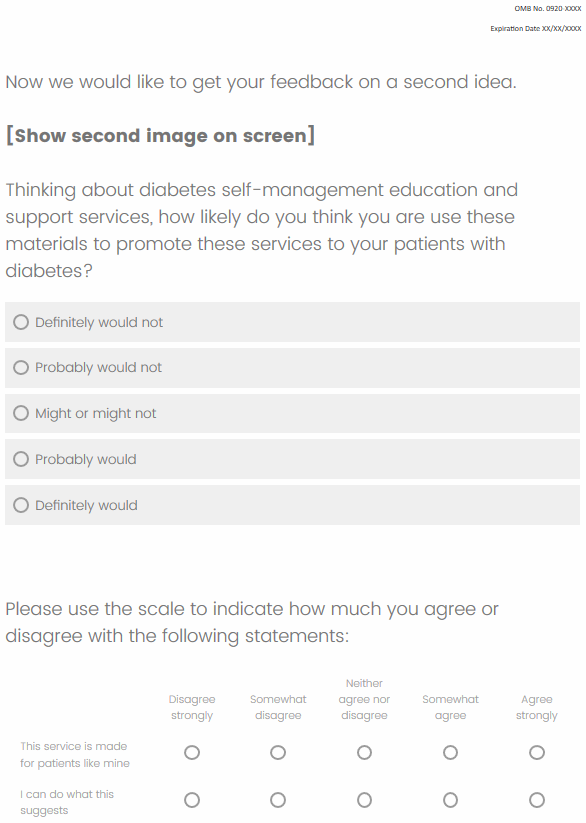 OMB No. 0920-XXXX
Expiration Date XX/XX/XXXX
Now we would like to get your feedback on a second idea.
[Show second image on screen]
Thinking about diabetes self-management education and
support services, how likely do you think you are use these
materials to promote these services to your patients with
diabetes?
Definitely would not
Probably would not
Might or might not
Probably would
Definitely would
Please use the scale to indicate how much you agree or
disagree with the following statements:
Disagree
strongly
Somewhat
disagree
Neither
agree nor
disagree
Somewhat
agree
Agree
strongly
This service is made
for patients like mine
I can do what this
suggests